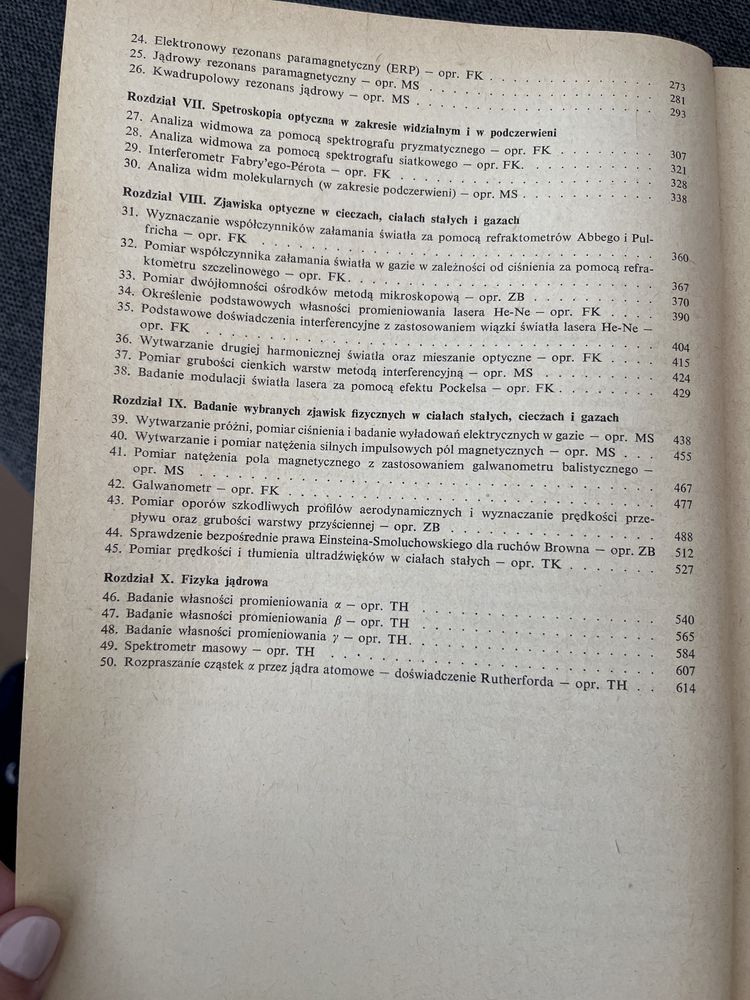 24. Elektronowy rezonans paramagnetyczny (ERP) — opr. FK . . . . . . . . . . . . . 273
25. Jądrowy rezonans paramagnetyczny — opr. MS . . . . . . . . . . . . . . . . . 281
26. Kwadrupolowy rezonans jądrowy — opr. MS . . . . . . . . . . . . . . . . . . 293
Rozdział VII. Spetroskopia optyczna w zakresie widzialnym i w podczerwieni
27. Analiza widmowa za pomocą spektrografu pryzmatycznego — opr. FK . . . . . . . . 307
28. Analiza widmowa za pomocą spektrografu siatkowego — opr. FK. . . . . . . . . . . 321
29. Interferometr Fabry'ego-Pérota — opr. FK . . . . . . . . . . . . . . . . . . . 328
30. Analiza widm molekularnych (w zakresie podczerwieni) — opr. MS . . . . . . . . . 338
Rozdział VIII. Zjawiska optyczne w cieczach, ciałach stałych i gazach
31. Wyznaczanie współczynników załamania światła za pomocą refraktometrów Abbego i Pul-
fricha — opr. FK . . . . . . . . . . . . . . . . . . . . . . . . . . . . . 360
32. Pomiar współczynnika załamania światła w gazie w zależności od ciśnienia za pomocą refra-
ktometru szczelinowego — opr. FK. . . . . . . . . . . . . . . . . . . . . . 367
33. Pomiar dwójłomności ośrodków metodą mikroskopową — opr. ZB . . . . . . . . . . 370
34. Określenie podstawowych własności promieniowania lasera He-Ne — opr. FK . . . . 390
35. Podstawowe doświadczenia interferencyjne z zastosowaniem wiązki światła lasera He-Ne —
opr. FK . . . . . . . . . . . . . . . . . . . . . . . . . . . . . . . . . 404
36. Wytwarzanie drugiej harmonicznej światła oraz mieszanie optyczne — opr. FK . . . . 415
37. Pomiar grubości cienkich warstw metodą interferencyjną — opr. MS . . . . . . . . 424
38. Badanie modulacji światła lasera za pomocą efektu Pockelsa — opr. FK . . . . . . . 429
Rozdział IX. Badanie wybranych zjawisk fizycznych w ciałach stałych, cieczach i gazach
39. Wytwarzanie próżni, pomiar ciśnienia i badanie wyładowań elektrycznych w gazie — opr. MS 438
40. Wytwarzanie i pomiar natężenia silnych impulsowych pól magnetycznych — opr. MS . . . 455
41. Pomiar natężenia pola magnetycznego z zastosowaniem galwanometru balistycznego —
opr. MS . . . . . . . . . . . . . . . . . . . . . . . . . . . . . . . . . 467
42. Galwanometr — opr. FK . . . . . . . . . . . . . . . . . . . . . . . . . . 477
43. Pomiar oporów szkodliwych profilów aerodynamicznych i wyznaczanie prędkości prze-
pływu oraz grubości warstwy przyściennej — opr. ZB . . . . . . . . . . . . . . 488
44. Sprawdzenie bezpośrednie prawa Einsteina-Smoluchowskiego dla ruchów Browna — opr. ZB 512
45. Pomiar prędkości i tłumienia ultradźwięków w ciałach stałych — opr. TK . . . . . . . 527
Rozdział X. Fizyka jądrowa
46. Badanie własności promieniowania α — opr. TH . . . . . . . . . . . . . . . . 540
47. Badanie własności promieniowania β — opr. TH . . . . . . . . . . . . . . . . 565
48. Badanie własności promieniowania γ — opr. TH. . . . . . . . . . . . . . . . . 584
49. Spektrometr masowy — opr. TH . . . . . . . . . . . . . . . . . . . . . . . 607
50. Rozpraszanie cząstek α przez jądra atomowe — doświadczenie Rutherforda — opr. TH . . 614